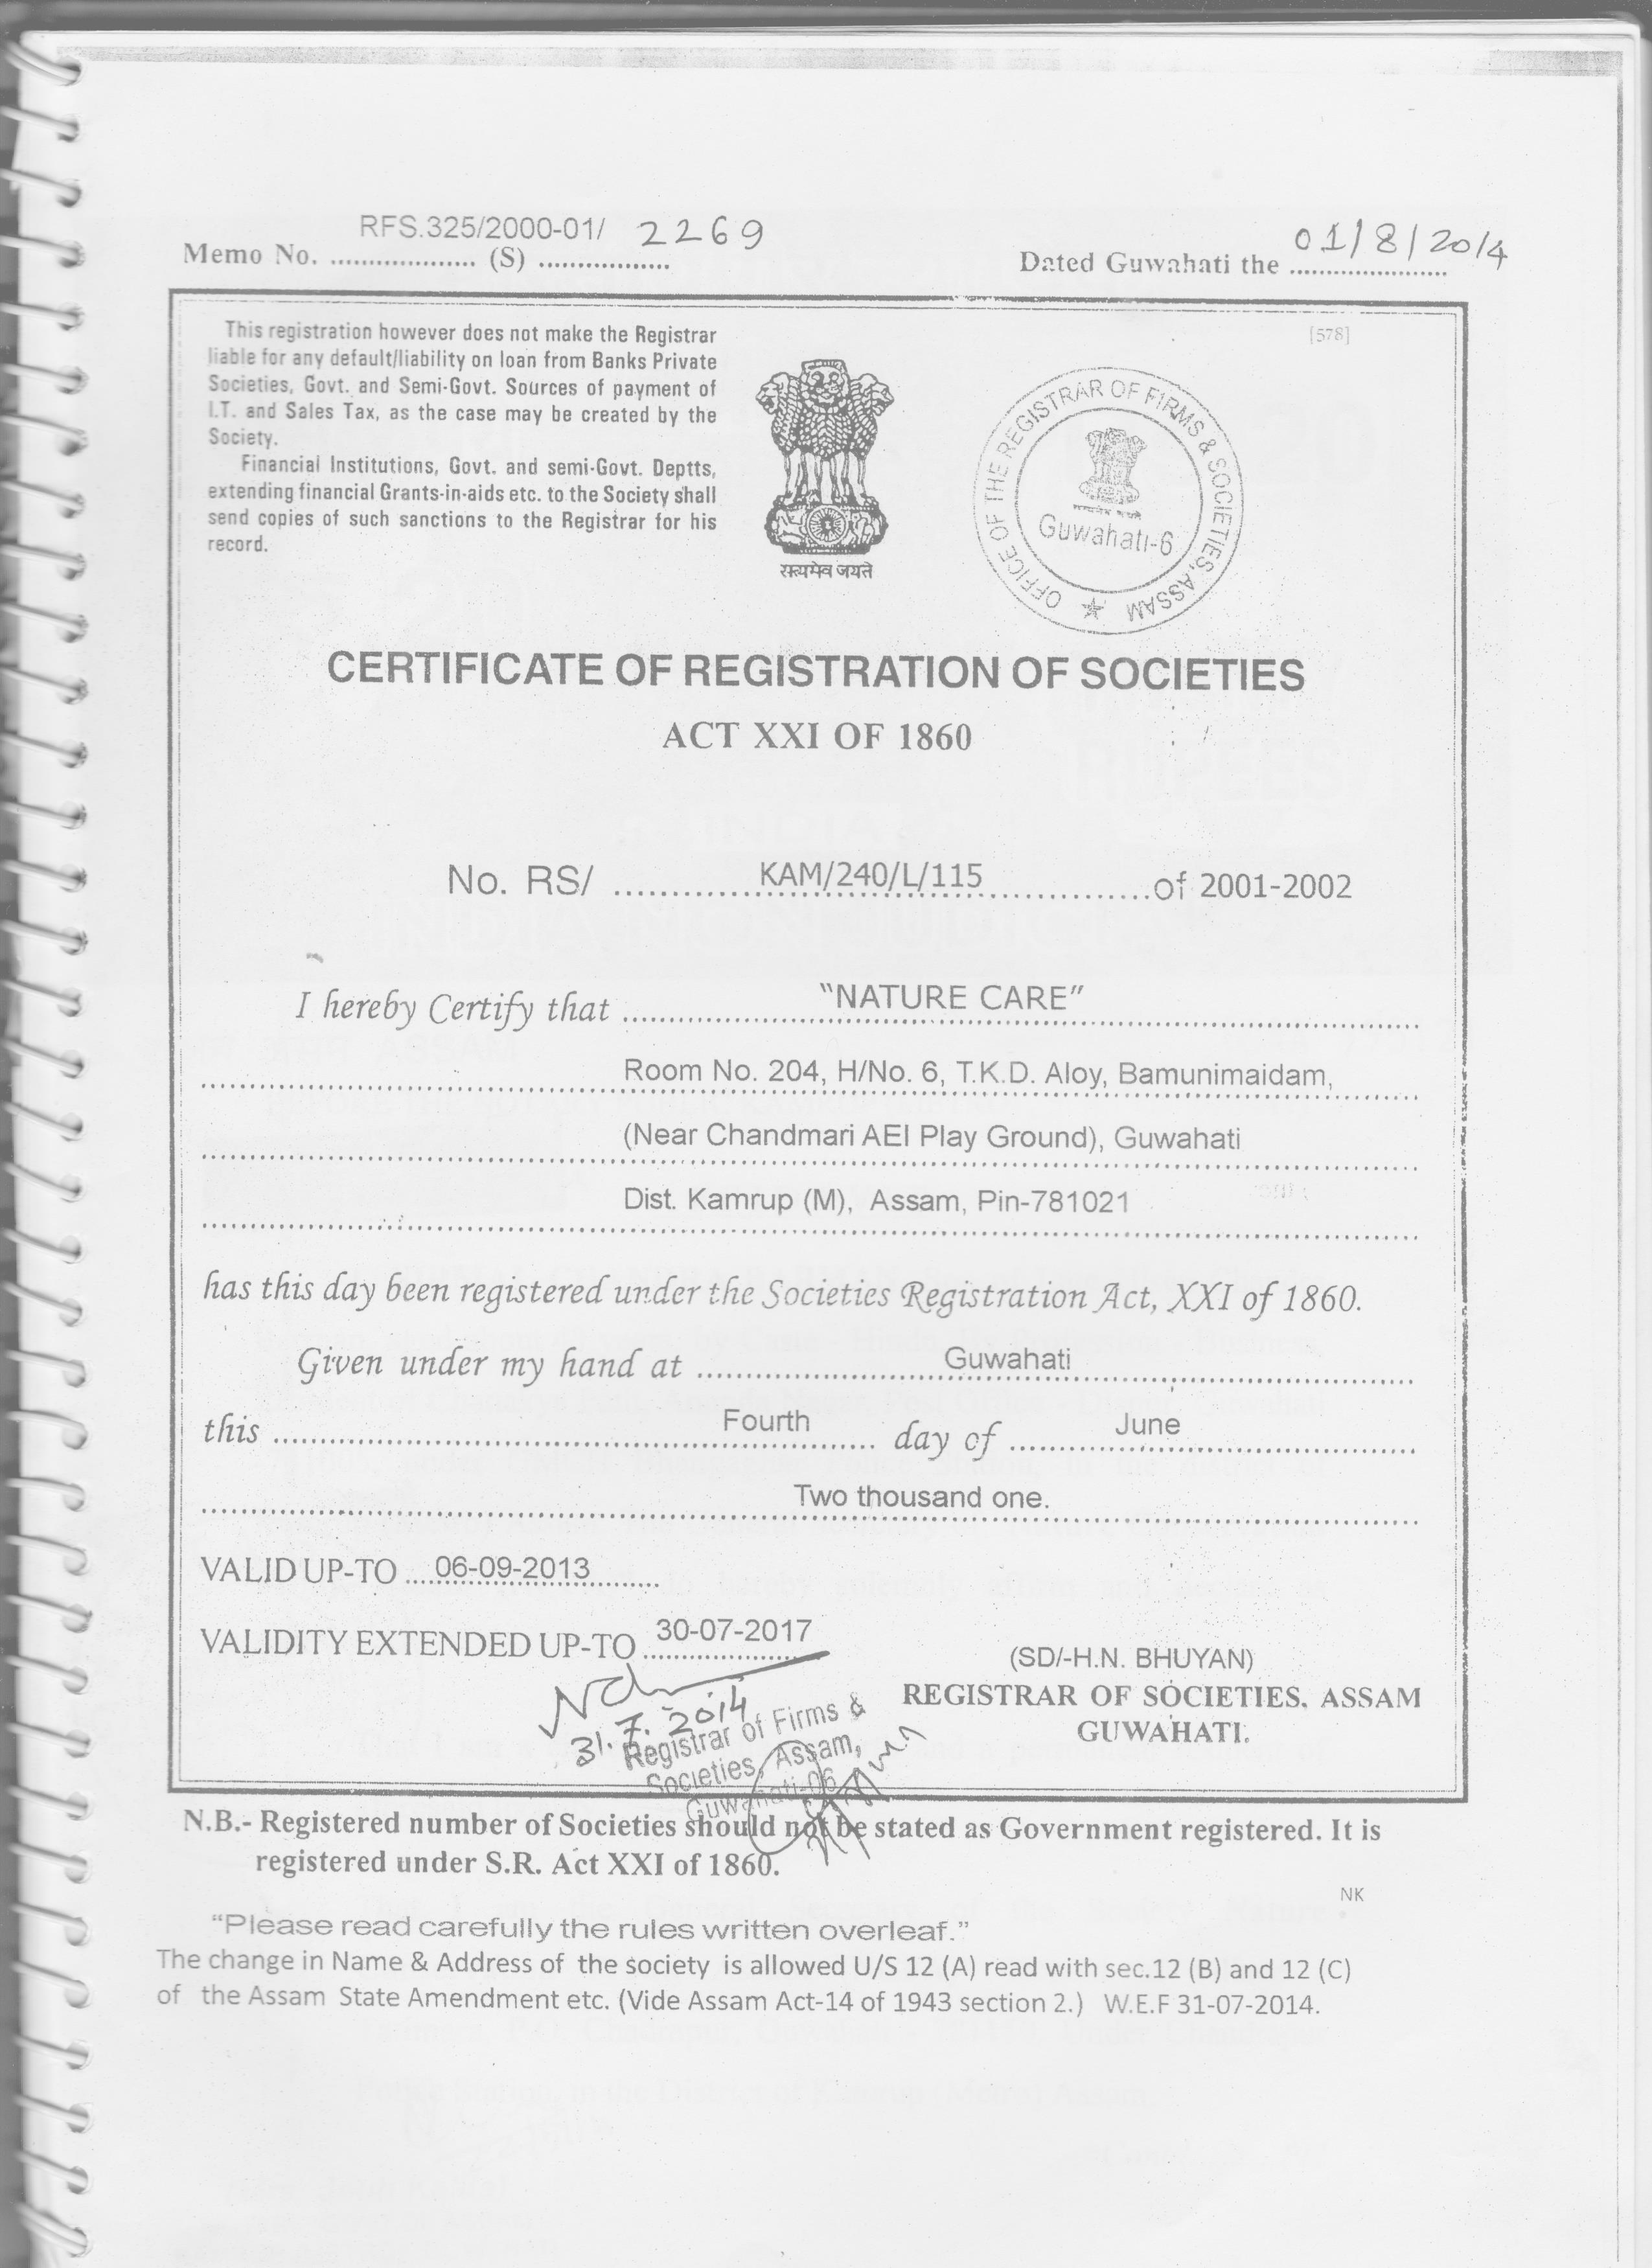 RFS.325/2000-01/ 2269
Memo No. .................. (S) .................
Dated Guwahati the 01/8/2014
[578]
This registration however does not make the Registrar
liable for any default/liability on loan from Banks Private
Societies, Govt. and Semi-Govt. Sources of payment of
I.T. and Sales Tax, as the case may be created by the
Society.
Financial Institutions, Govt. and semi-Govt. Deptts,
extending financial Grants-in-aids etc. to the Society shall
send copies of such sanctions to the Registrar for his
record.
सत्यमेव जयते
OFFICE OF THE REGISTRAR OF FIRMS & SOCIETIES, ASSAM
Guwahati-6
CERTIFICATE OF REGISTRATION OF SOCIETIES
ACT XXI OF 1860
No. RS/ KAM/240/L/115 of 2001-2002
I hereby Certify that "NATURE CARE"
Room No. 204, H/No. 6, T.K.D. Aloy, Bamunimaidam,
(Near Chandmari AEI Play Ground), Guwahati
Dist. Kamrup (M), Assam, Pin-781021
has this day been registered under the Societies Registration Act, XXI of 1860.
Given under my hand at Guwahati
this Fourth day of June
Two thousand one.
VALID UP-TO 06-09-2013
VALIDITY EXTENDED UP-TO 30-07-2017
31.7.2014
Registrar of Firms &
Societies, Assam,
Guwahati-06
(SD/-H.N. BHUYAN)
REGISTRAR OF SOCIETIES, ASSAM
GUWAHATI.
N.B.- Registered number of Societies should not be stated as Government registered. It is
registered under S.R. Act XXI of 1860.
NK
"Please read carefully the rules written overleaf."
The change in Name & Address of the society is allowed U/S 12 (A) read with sec.12 (B) and 12 (C)
of the Assam State Amendment etc. (Vide Assam Act-14 of 1943 section 2.) W.E.F 31-07-2014.